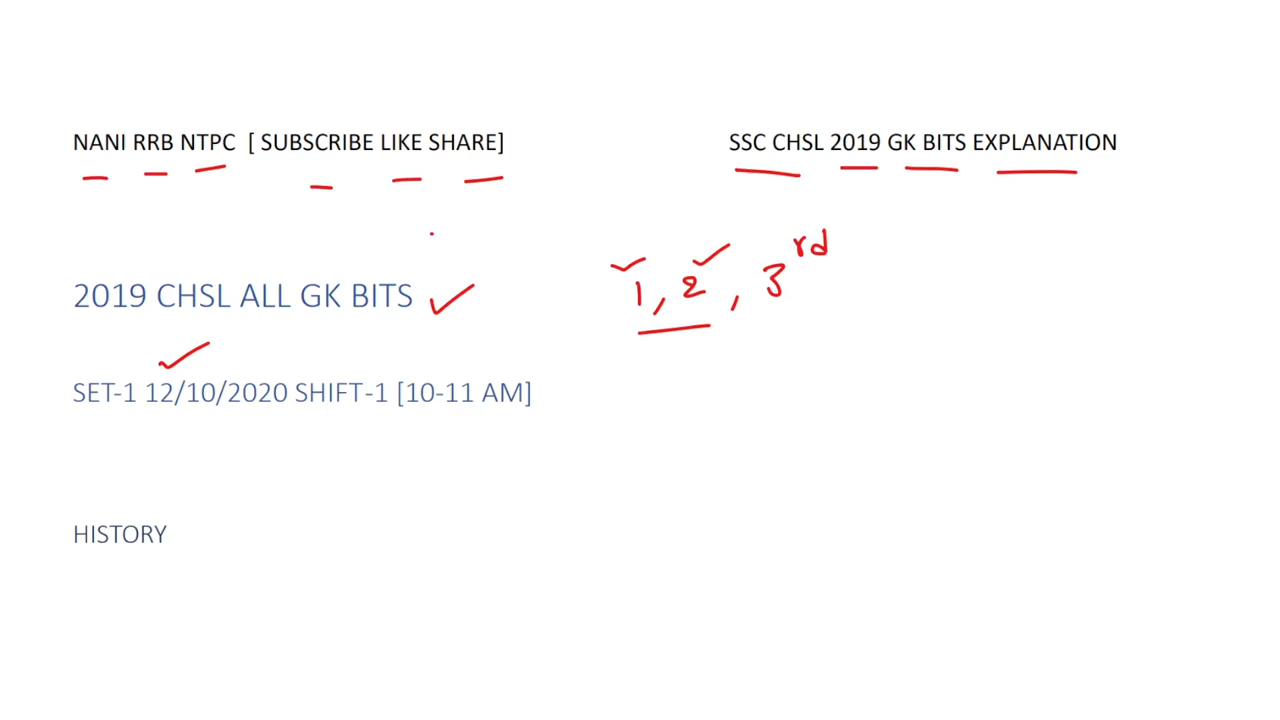 NANI RRB NTPC [ SUBSCRIBE LIKE SHARE]
SSC CHSL 2019 GK BITS EXPLANATION
2019 CHSL ALL GK BITS
1, 2, 3rd
SET-1 12/10/2020 SHIFT-1 [10-11 AM]
HISTORY